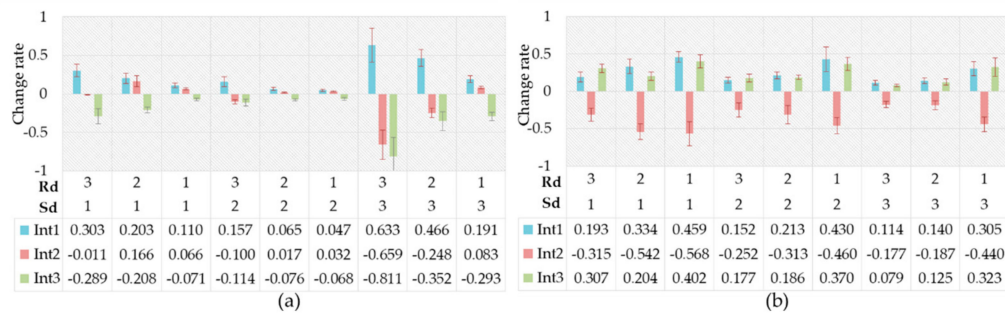 1
0.5
0
-0.5
-1
Change rate
Rd 3 2 1 3 2 1 3 2 1
Sd 1 1 1 2 2 2 3 3 3
Int1 0.303 0.203 0.110 0.157 0.065 0.047 0.633 0.466 0.191
Int2 -0.011 0.166 0.066 -0.100 0.017 0.032 -0.659 -0.248 0.083
Int3 -0.289 -0.208 -0.071 -0.114 -0.076 -0.068 -0.811 -0.352 -0.293
(a)
1
0.5
0
-0.5
-1
Change rate
Rd 3 2 1 3 2 1 3 2 1
Sd 1 1 1 2 2 2 3 3 3
Int1 0.193 0.334 0.459 0.152 0.213 0.430 0.114 0.140 0.305
Int2 -0.315 -0.542 -0.568 -0.252 -0.313 -0.460 -0.177 -0.187 -0.440
Int3 0.307 0.204 0.402 0.177 0.186 0.370 0.079 0.125 0.323
(b)